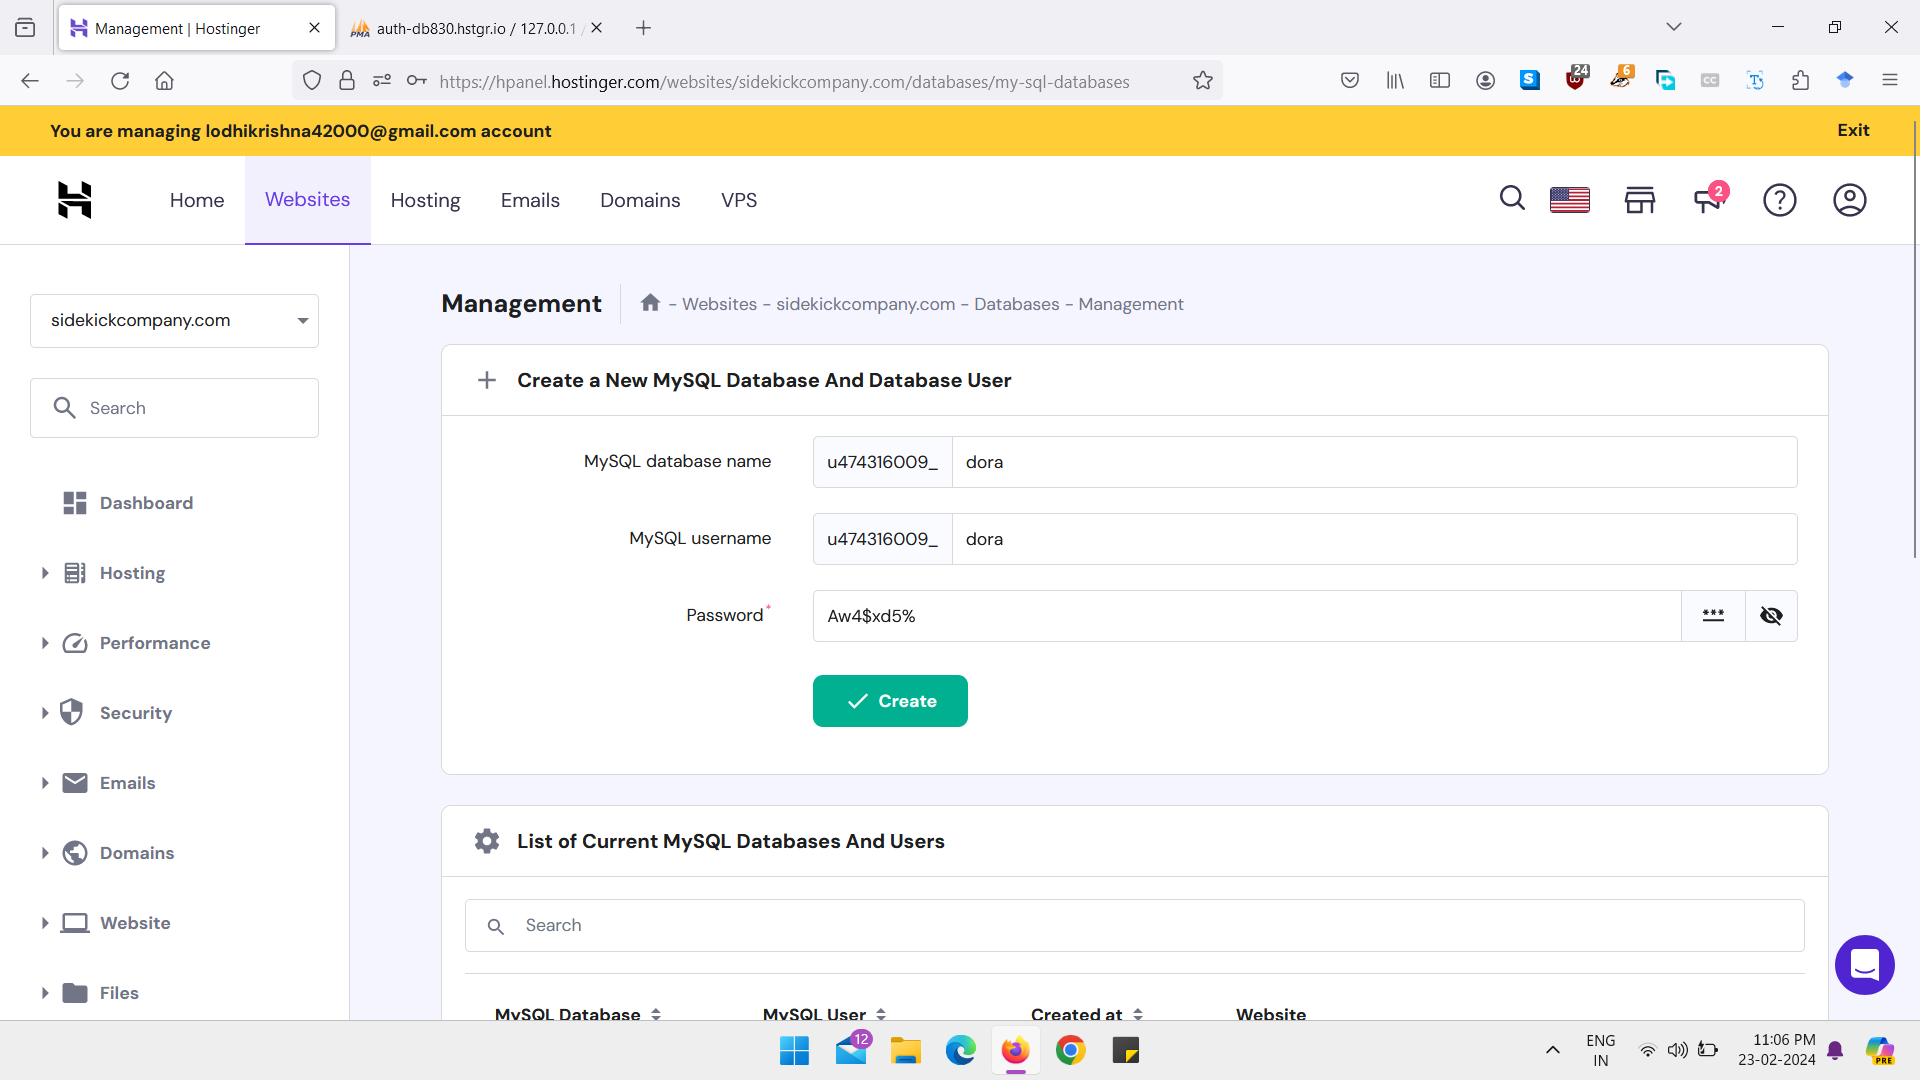 Management | Hostinger
auth-db830.hstgr.io / 127.0.0.1 /
https://hpanel.hostinger.com/websites/sidekickcompany.com/databases/my-sql-databases
24
6
You are managing lodhikrishna42000@gmail.com account
Exit
Home
Websites
Hosting
Emails
Domains
VPS
2
sidekickcompany.com
Search
Dashboard
Hosting
Performance
Security
Emails
Domains
Website
Files
Management
- Websites - sidekickcompany.com - Databases - Management
Create a New MySQL Database And Database User
MySQL database name
u474316009_
dora
MySQL username
u474316009_
dora
Password*
Aw4$xd5%
***
Create
List of Current MySQL Databases And Users
Search
MySQL Database
MySQL User
Created at
Website
12
ENG
IN
11:06 PM
23-02-2024
PRE